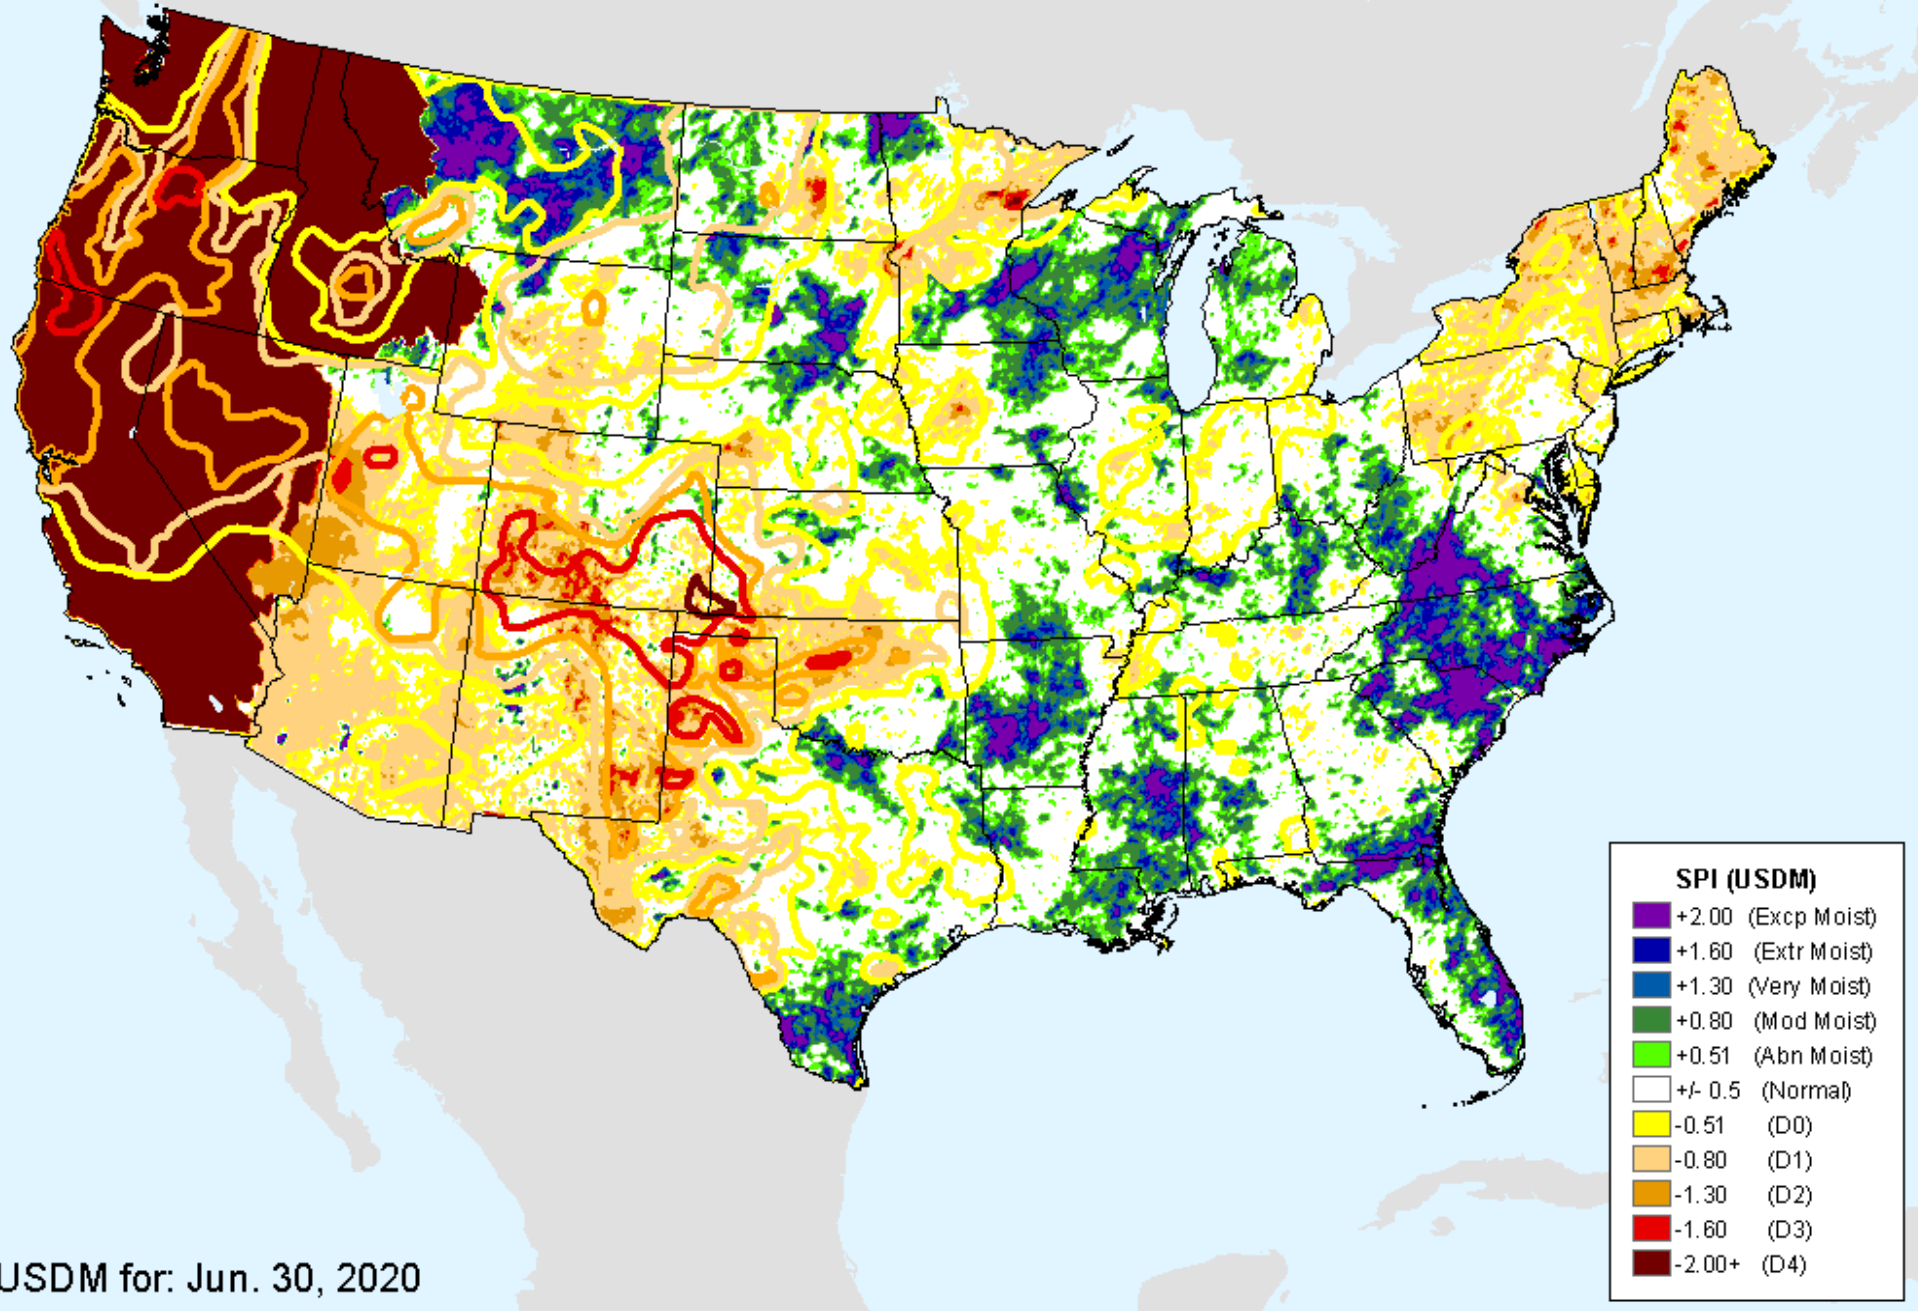 SPI (USDM)
+2.00 (Excp Moist)
+1.60 (Extr Moist)
+1.30 (Very Moist)
+0.80 (Mod Moist)
+0.51 (Abn Moist)
+/- 0.5 (Normal)
-0.51 (D0)
-0.80 (D1)
-1.30 (D2)
-1.60 (D3)
-2.00+ (D4)
USDM for: Jun. 30, 2020